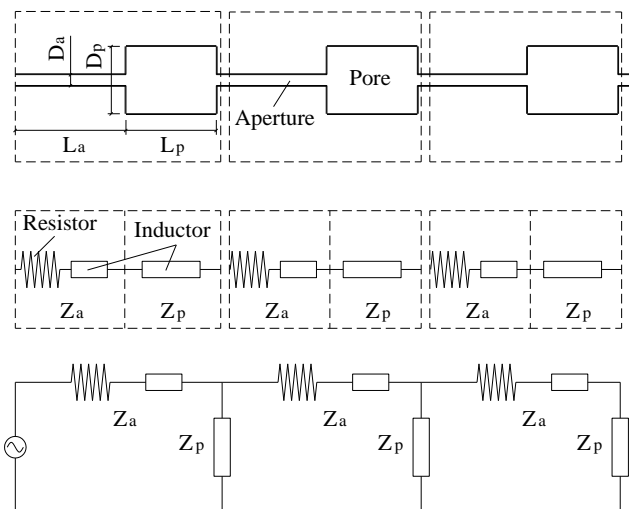 Da
Dp
Pore
Aperture
La
Lp
Resistor
Inductor
Za
Zp
Za
Zp
Za
Zp
Za
Za
Za
Zp
Zp
Zp